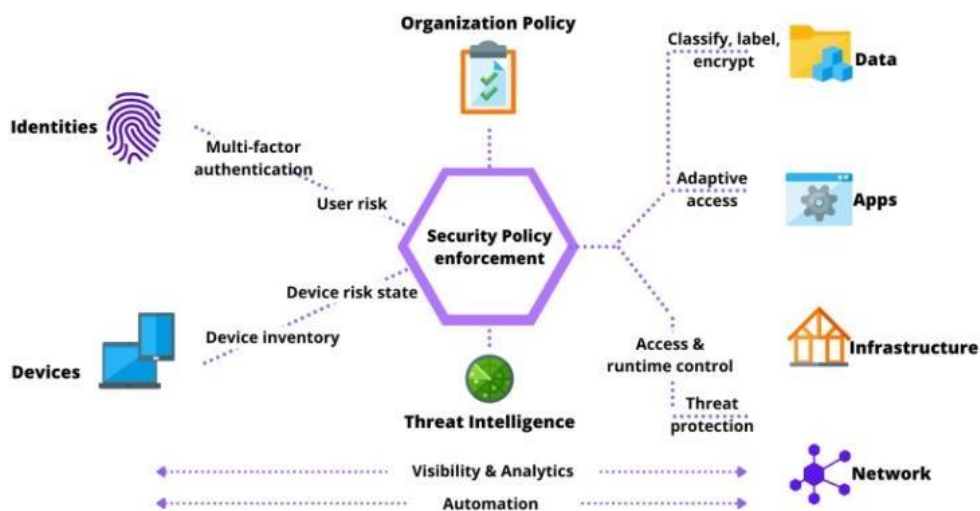 Organization Policy
Identities
Multi-factor
authentication
User risk
Security Policy
enforcement
Device risk state
Device inventory
Devices
Threat Intelligence
Classify, label,
encrypt
Data
Adaptive
access
Apps
Access &
runtime control
Infrastructure
Threat
protection
Network
Visibility & Analytics
Automation